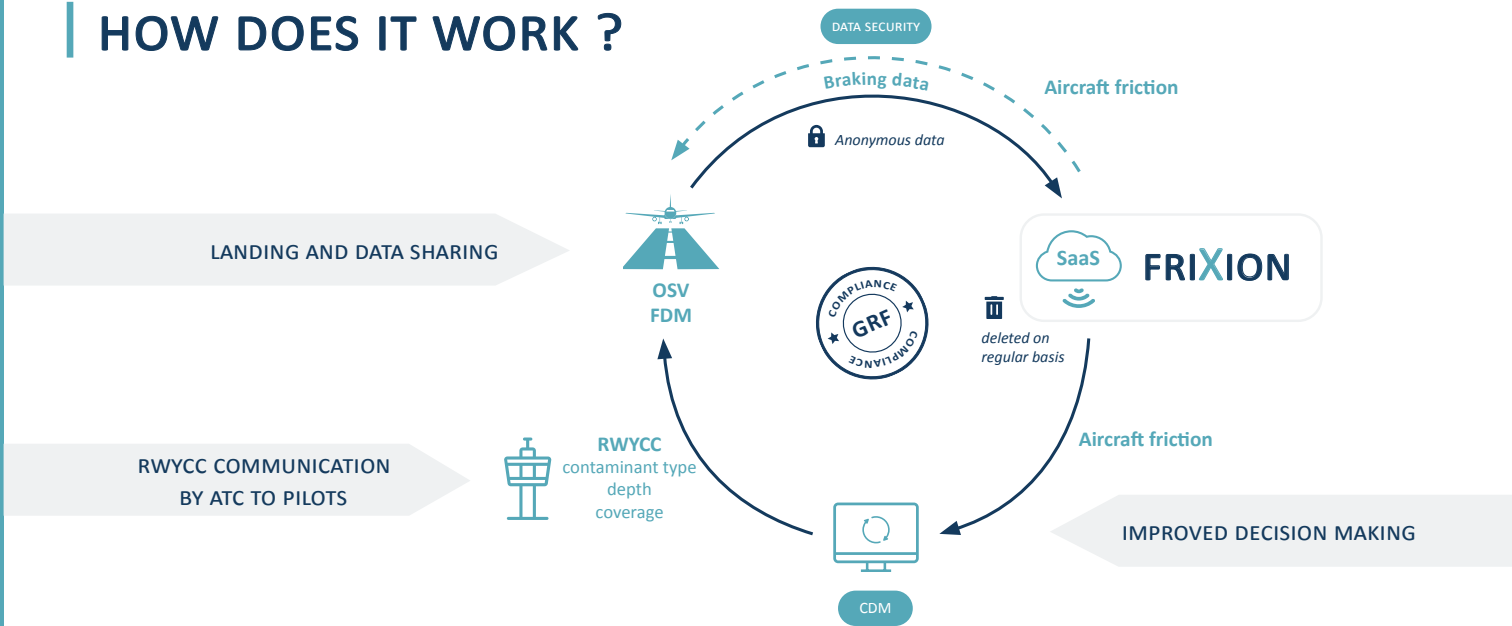 HOW DOES IT WORK ?
DATA SECURITY
Braking data
Aircraft friction
Anonymous data
LANDING AND DATA SHARING
OSV
FDM
COMPLIANCE
GRF
COMPLIANCE
SaaS
FRIXION
deleted on
regular basis
RWYCC COMMUNICATION
BY ATC TO PILOTS
RWYCC
contaminant type
depth
coverage
Aircraft friction
IMPROVED DECISION MAKING
CDM